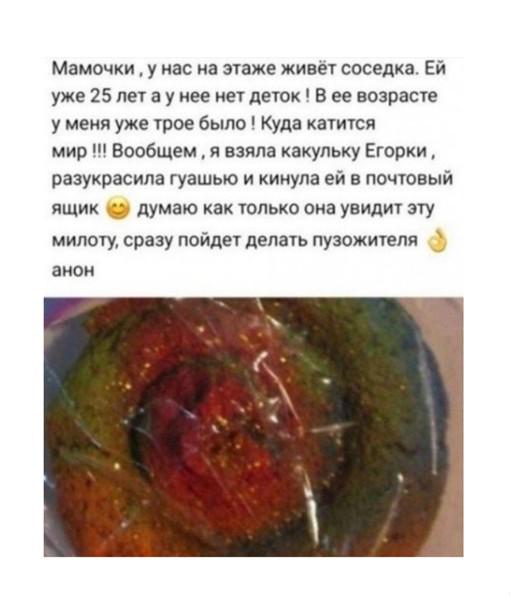 Мамочки , у нас на этаже живёт соседка. Ей
уже 25 лет а у нее нет деток ! В ее возрасте
у меня уже трое было ! Куда катится
мир !!! Вообщем , я взяла какульку Егорки ,
разукрасила гуашью и кинула ей в почтовый
ящик 😊 думаю как только она увидит эту
милоту, сразу пойдет делать пузожителя 👌
анон